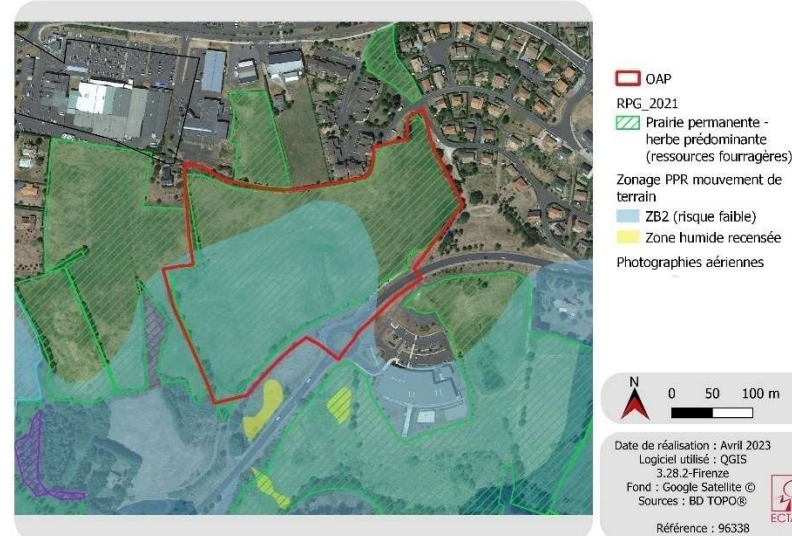 OAP
RPG_2021
Prairie permanente -
herbe prédominante
(ressources fourragères)
Zonage PPR mouvement de
terrain
ZB2 (risque faible)
Zone humide recensée
Photographies aériennes
N
0 50 100 m
Date de réalisation : Avril 2023
Logiciel utilisé : QGIS
3.28.2-Firenze
Fond : Google Satellite ©
Sources : BD TOPO®
Référence : 96338